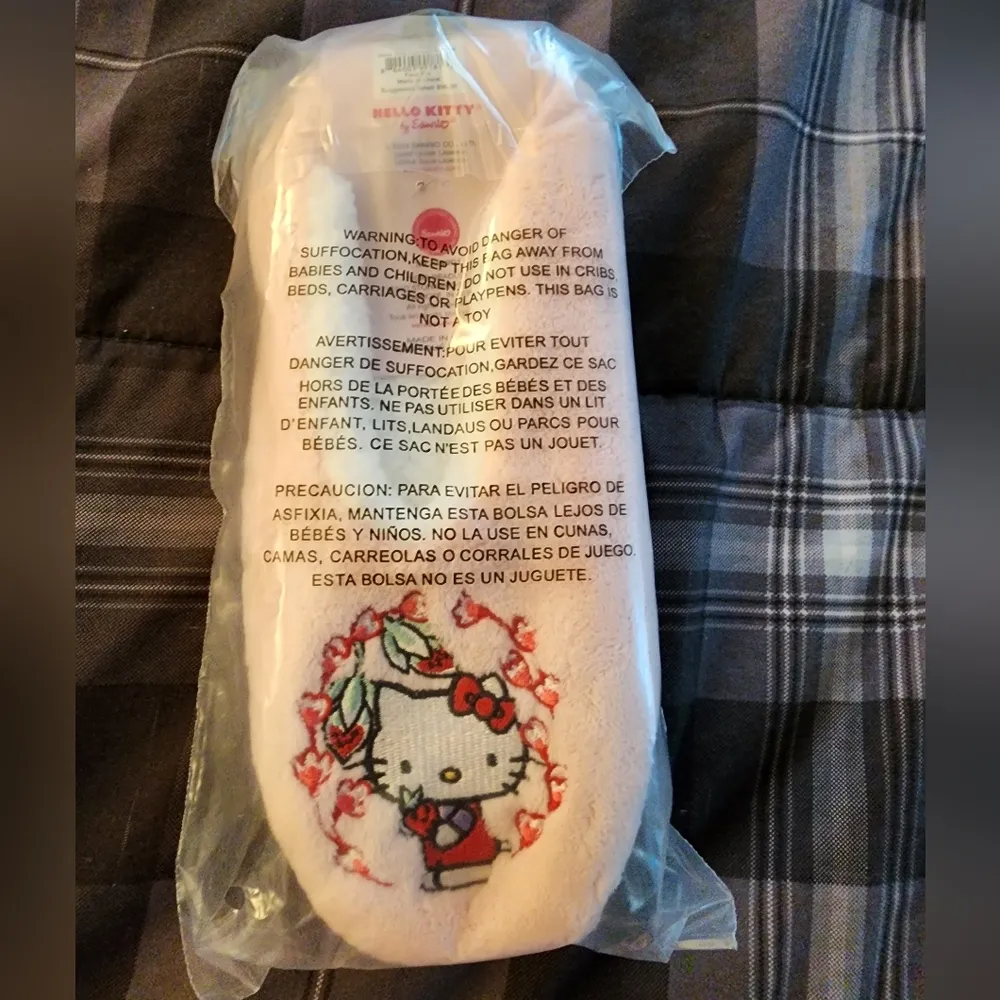 HELLO KITTY
WARNING:TO AVOID DANGER OF
SUFFOCATION,KEEP THIS BAG AWAY FROM
BABIES AND CHILDREN, DO NOT USE IN CRIBS,
BEDS, CARRIAGES OR PLAYPENS. THIS BAG IS
NOT A TOY
MADE IN
AVERTISSEMENT:POUR EVITER TOUT
DANGER DE SUFFOCATION,GARDEZ CE SAC
HORS DE LA PORTÉE DES BÉBÉS ET DES
ENFANTS. NE PAS UTILISER DANS UN LIT
D'ENFANT, LITS,LANDAUS OU PARCS POUR
BÉBÉS. CE SAC N'EST PAS UN JOUET.
PRECAUCION: PARA EVITAR EL PELIGRO DE
ASFIXIA, MANTENGA ESTA BOLSA LEJOS DE
BÉBÉS Y NIÑOS. NO LA USE EN CUNAS,
CAMAS, CARREOLAS O CORRALES DE JUEGO.
ESTA BOLSA NO ES UN JUGUETE.